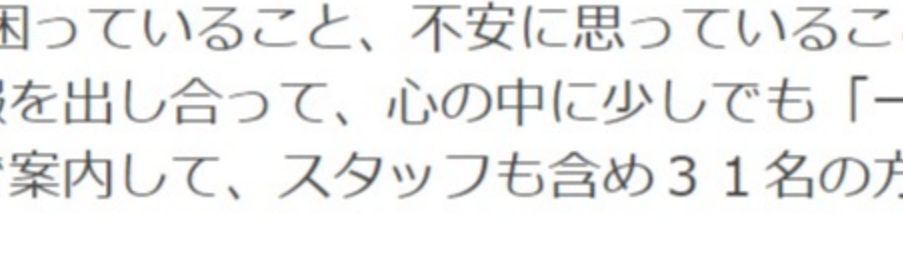 困っていること、不安に思っているこ
を出し合って、心の中に少しでも「一
案内して、スタッフも含め３１名の方